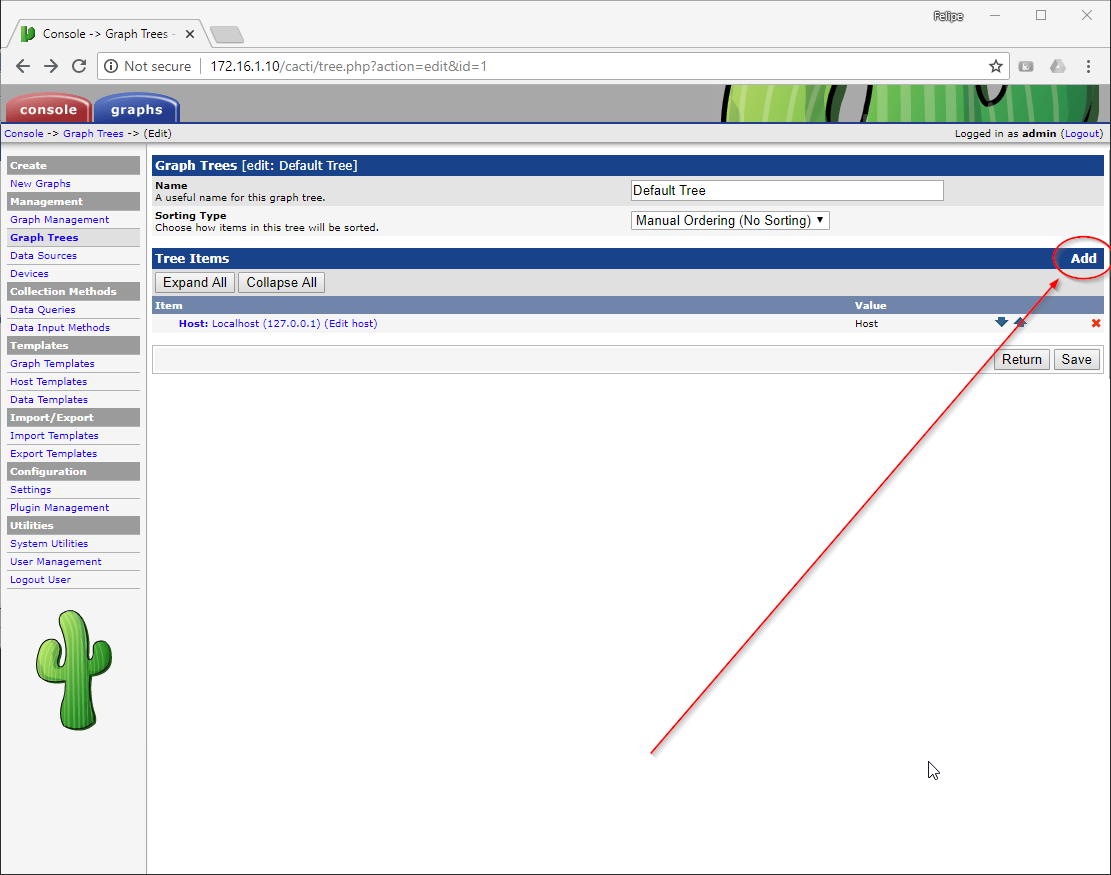 Felipe
Console -> Graph Trees -
Not secure
172.16.1.10/cacti/tree.php?action=edit&id=1
console
graphs
Console -> Graph Trees -> (Edit)
Logged in as admin (Logout)
Create
New Graphs
Management
Graph Management
Graph Trees
Data Sources
Devices
Collection Methods
Data Queries
Data Input Methods
Templates
Graph Templates
Host Templates
Data Templates
Import/Export
Import Templates
Export Templates
Configuration
Settings
Plugin Management
Utilities
System Utilities
User Management
Logout User
Graph Trees [edit: Default Tree]
Name
A useful name for this graph tree.
Default Tree
Sorting Type
Choose how items in this tree will be sorted.
Manual Ordering (No Sorting)
Tree Items
Add
Expand All
Collapse All
Item
Value
Host: Localhost (127.0.0.1) (Edit host)
Host
Return
Save